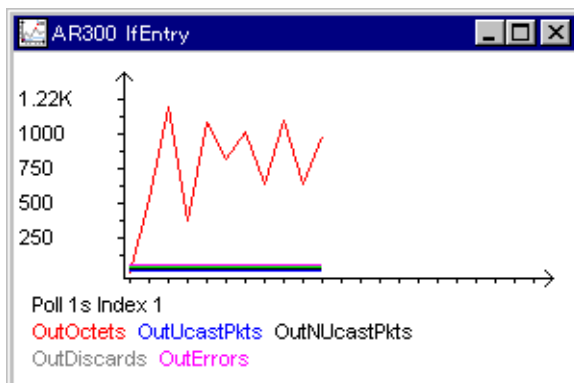 AR300 IfEntry
1.22K
1000
750
500
250
Poll 1s Index 1
OutOctets OutUcastPkts OutNUcastPkts
OutDiscards OutErrors